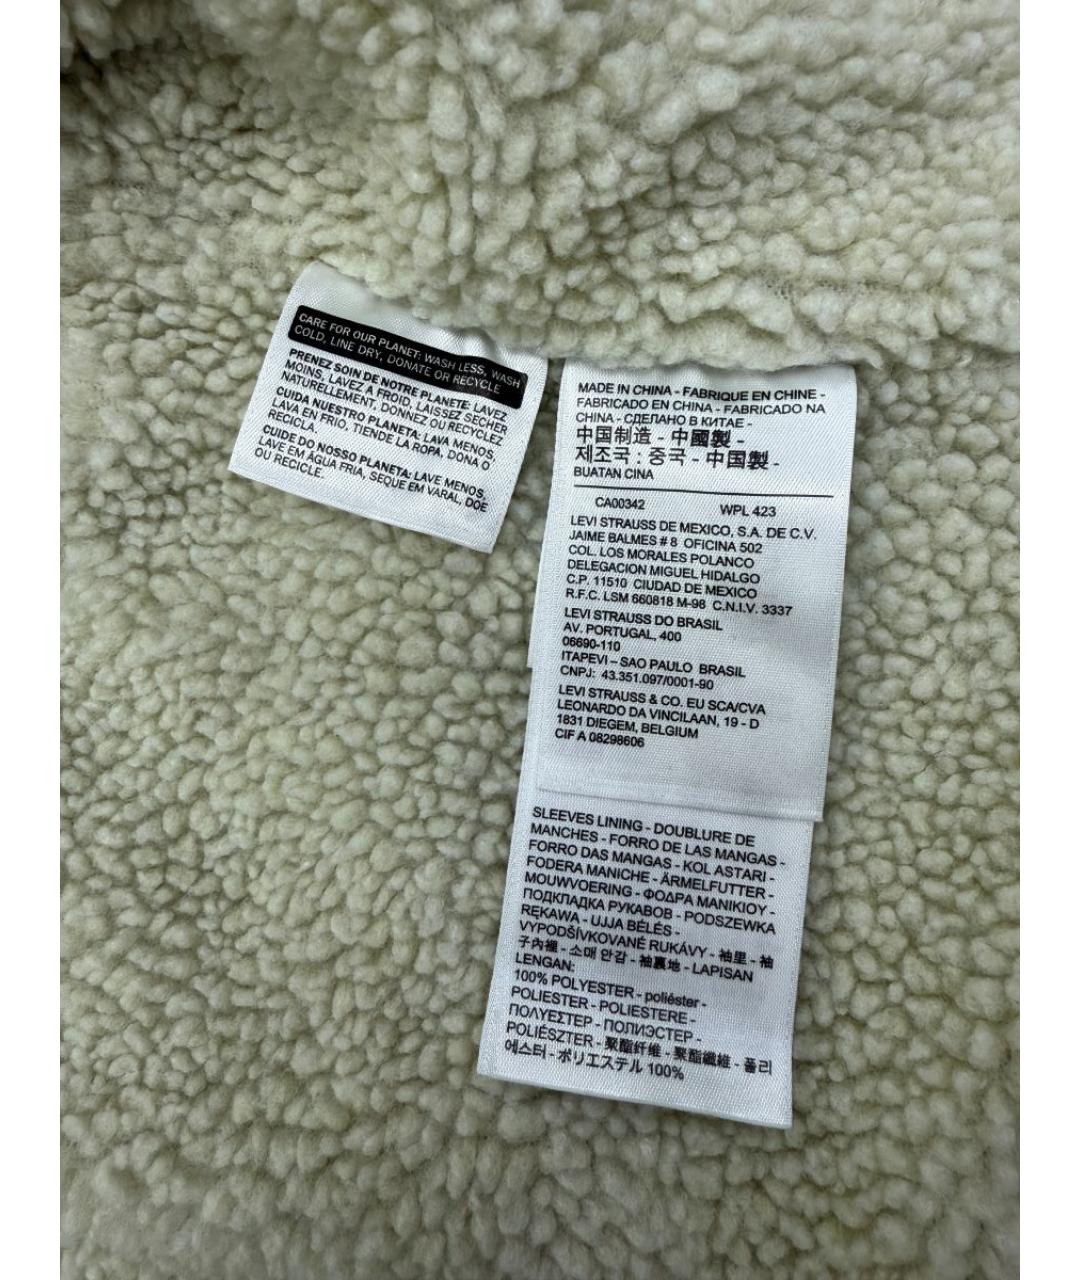 CARE FOR OUR PLANET: WASH LESS, WASH
COLD, LINE DRY, DONATE OR RECYCLE
PRENEZ SOIN DE NOTRE PLANETE: LAVEZ
MOINS, LAVEZ A FROID, LAISSEZ SECHER
NATURELLEMENT, DONNEZ OU RECYCLEZ
CUIDA NUESTRO PLANETA: LAVA MENOS,
LAVA EN FRIO, TIENDE LA ROPA, DONA O
RECICLA.
CUIDE DO NOSSO PLANETA: LAVE MENOS,
LAVE EM ÁGUA FRIA, SEQUE EM VARAL, DOE
OU RECICLE.
MADE IN CHINA - FABRIQUE EN CHINE -
FABRICADO EN CHINA - FABRICADO NA
CHINA - СДЕЛАНО В КИТАЕ -
中国制造 - 中國製 -
제조국 : 중국 - 中国製 -
BUATAN CINA
CA00342 WPL 423
LEVI STRAUSS DE MEXICO, S.A. DE C.V.
JAIME BALMES # 8 OFICINA 502
COL. LOS MORALES POLANCO
DELEGACION MIGUEL HIDALGO
C.P. 11510 CIUDAD DE MEXICO
R.F.C. LSM 660818 M-98 C.N.I.V. 3337
LEVI STRAUSS DO BRASIL
AV. PORTUGAL, 400
06690-110
ITAPEVI – SAO PAULO BRASIL
CNPJ: 43.351.097/0001-90
LEVI STRAUSS & CO. EU SCA/CVA
LEONARDO DA VINCILAAN, 19 - D
1831 DIEGEM, BELGIUM
CIF A 08298606
SLEEVES LINING - DOUBLURE DE
MANCHES - FORRO DE LAS MANGAS -
FORRO DAS MANGAS - KOL ASTARI -
FODERA MANICHE - ÄRMELFUTTER -
MOUWVOERING - ΦΟΔΡΑ ΜΑΝΙΚΙΟΥ -
ПОДКЛАДКА РУКАВОВ - PODSZEWKA
RĘKAWA - UJJA BÉLÉS -
VYPODŠÍVKOVANÉ RUKÁVY - 袖里 - 袖
子內裡 - 소매 안감 - 袖裏地 - LAPISAN
LENGAN:
100% POLYESTER - poliéster -
POLIESTER - POLIESTERE -
ΠΟΛΥΕΣΤΕΡ - ПОЛИЭСТЕР -
POLIÉSZTER - 聚酯纤维 - 聚酯纖維 - 폴리
에스터 - ポリエステル 100%